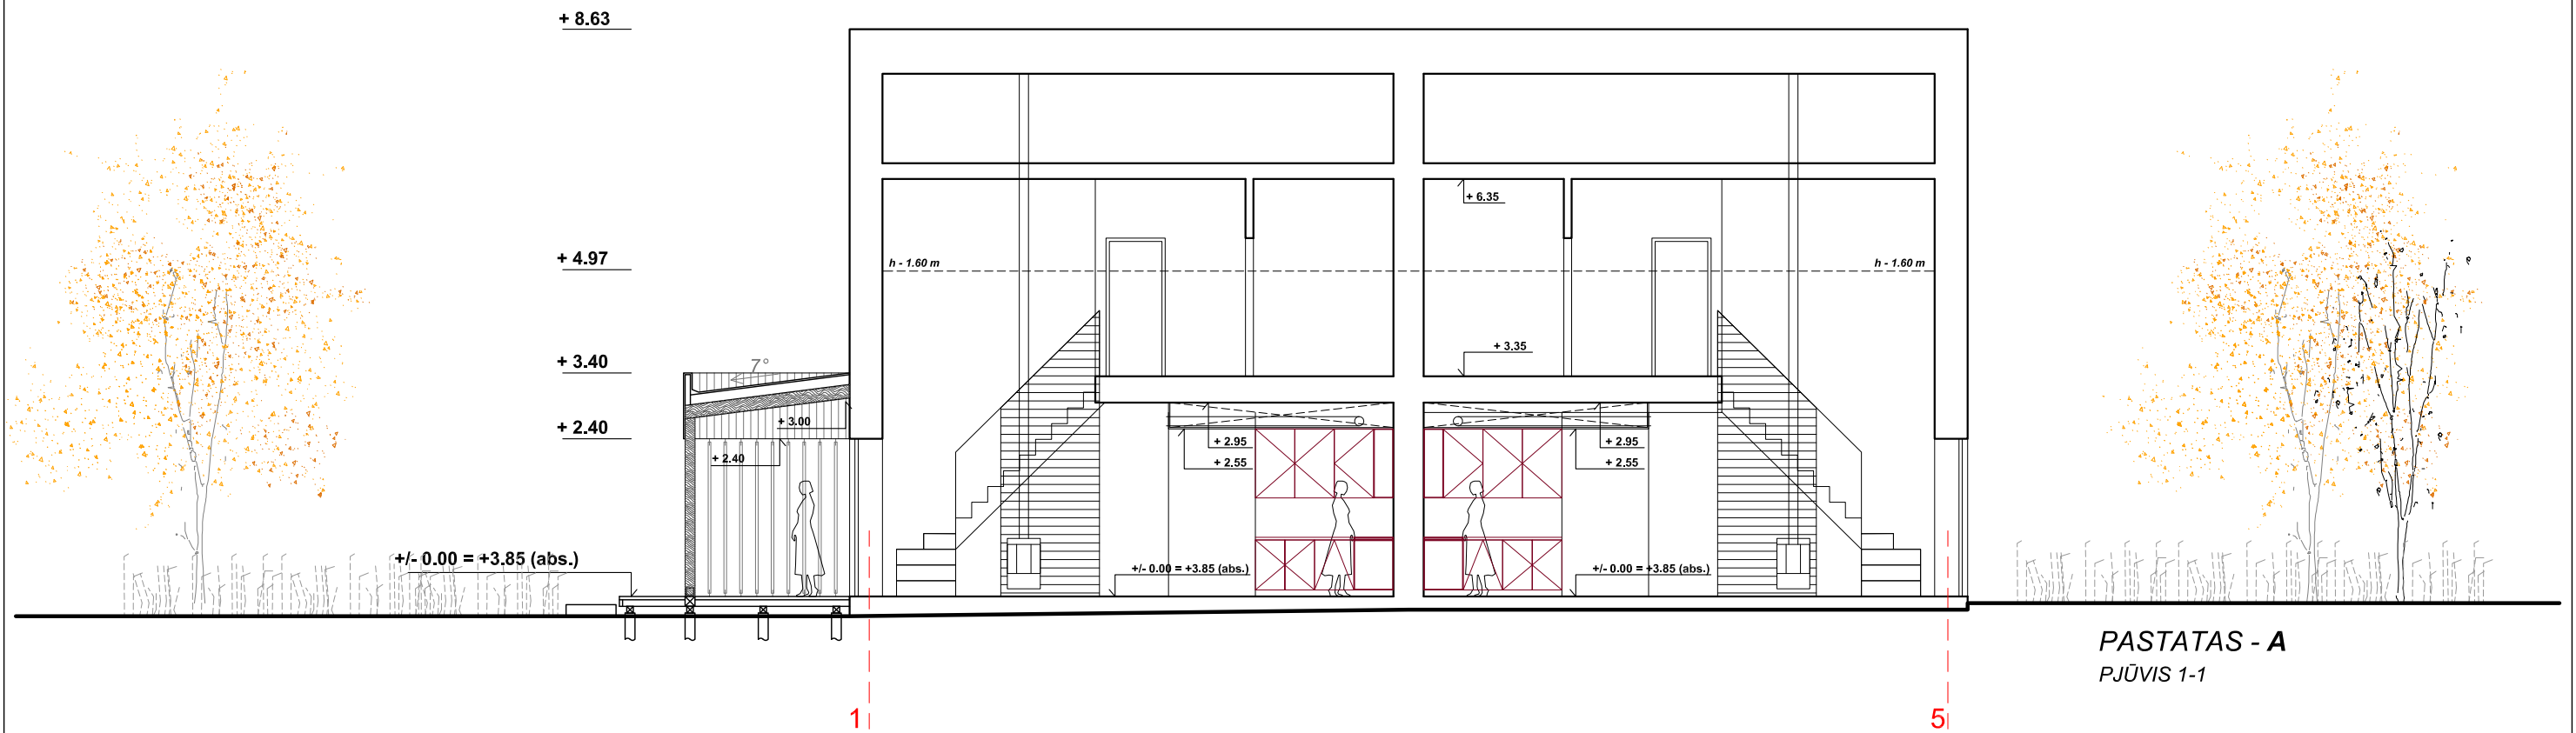 + 8.63
+ 6.35
+ 4.97
h - 1.60 m
h - 1.60 m
+ 3.40
7°
+ 3.35
+ 2.40
+ 3.00
+ 2.40
+ 2.95
+ 2.55
+ 2.95
+ 2.55
+/- 0.00 = +3.85 (abs.)
+/- 0.00 = +3.85 (abs.)
+/- 0.00 = +3.85 (abs.)
PASTATAS - A
PJŪVIS 1-1
1
5